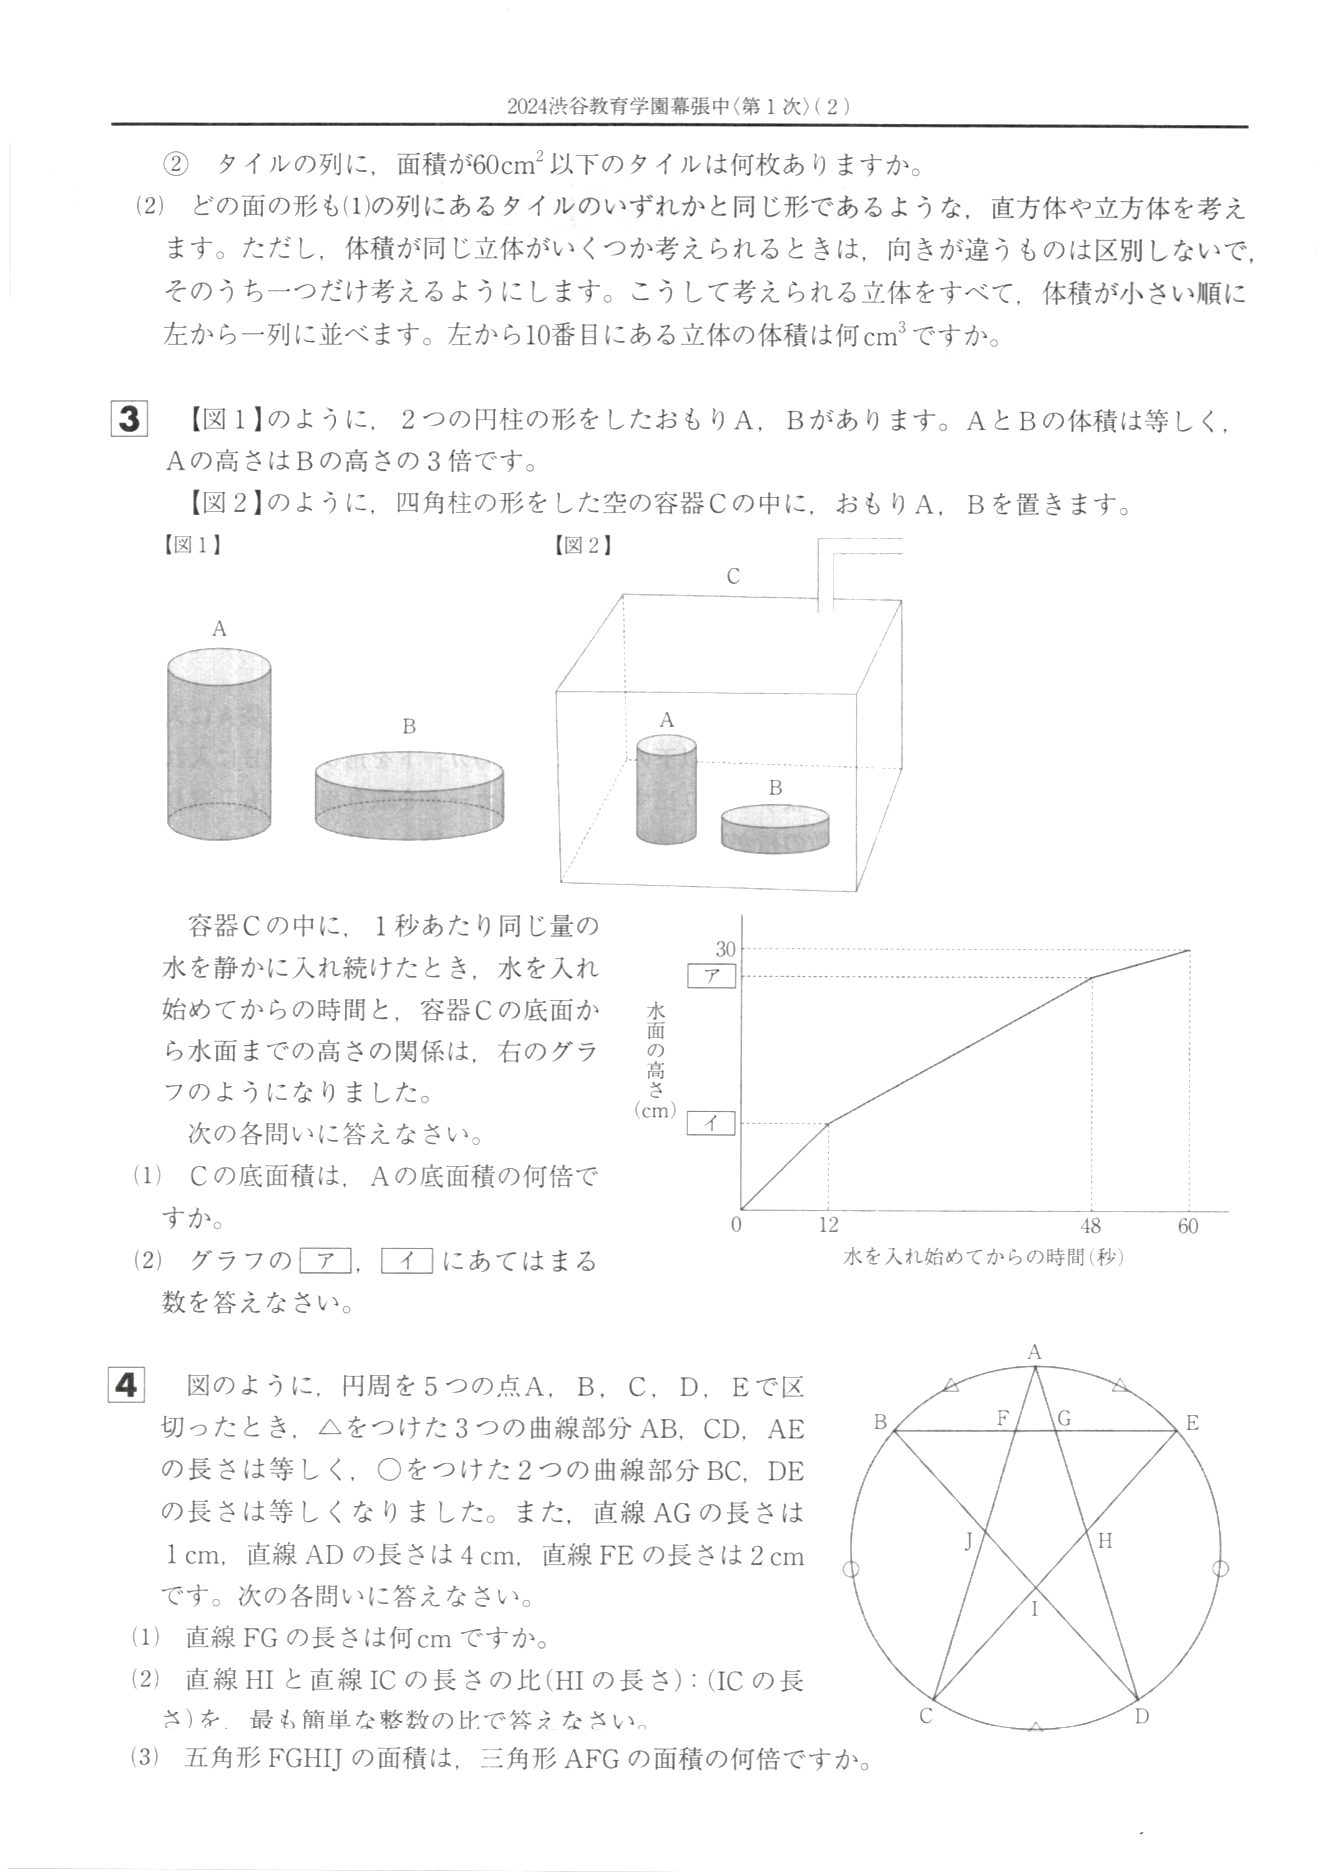 2024渋谷教育学園幕張中〈第1次〉(2)
② タイルの列に，面積が60cm²以下のタイルは何枚ありますか。
(2) どの面の形も(1)の列にあるタイルのいずれかと同じ形であるような，直方体や立方体を考え
ます。ただし，体積が同じ立体がいくつか考えられるときは，向きが違うものは区別しないで，
そのうち一つだけ考えるようにします。こうして考えられる立体をすべて，体積が小さい順に
左から一列に並べます。左から10番目にある立体の体積は何cm³ですか。
3 【図1】のように，2つの円柱の形をしたおもりA，Bがあります。AとBの体積は等しく，
Aの高さはBの高さの3倍です。
【図2】のように，四角柱の形をした空の容器Cの中に，おもりA，Bを置きます。
【図1】
【図2】
C
A
B
A
B
容器Cの中に，1秒あたり同じ量の
水を静かに入れ続けたとき，水を入れ
始めてからの時間と，容器Cの底面か
ら水面までの高さの関係は，右のグラ
フのようになりました。
次の各問いに答えなさい。
(1) Cの底面積は，Aの底面積の何倍で
すか。
(2) グラフの ア ， イ にあてはまる
数を答えなさい。
30
ア
水面の高さ
(cm)
イ
0 12 48 60
水を入れ始めてからの時間(秒)
4 図のように，円周を5つの点A，B，C，D，Eで区
切ったとき，△をつけた3つの曲線部分AB，CD，AE
の長さは等しく，○をつけた2つの曲線部分BC，DE
の長さは等しくなりました。また，直線AGの長さは
1cm，直線ADの長さは4cm，直線FEの長さは2cm
です。次の各問いに答えなさい。
(1) 直線FGの長さは何cmですか。
(2) 直線HIと直線ICの長さの比(HIの長さ)：(ICの長
さ)を，最も簡単な整数の比で答えなさい。
(3) 五角形FGHIJの面積は，三角形AFGの面積の何倍ですか。
A
B
F
G
E
J
H
I
C
D